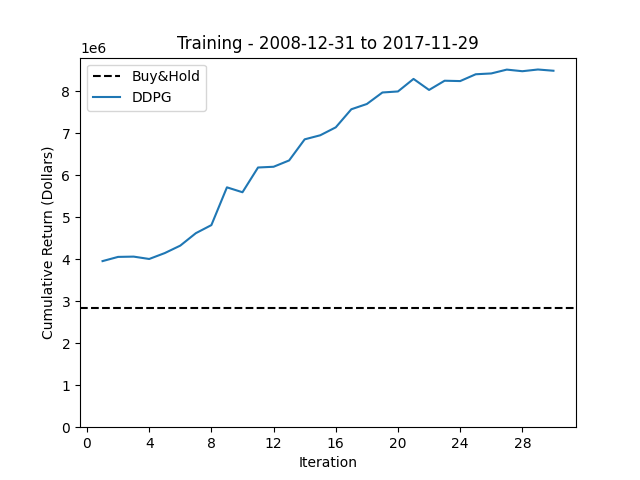 Training - 2008-12-31 to 2017-11-29
1e6
Buy&Hold
DDPG
Cumulative Return (Dollars)
8
7
6
5
4
3
2
1
0
0 4 8 12 16 20 24 28
Iteration